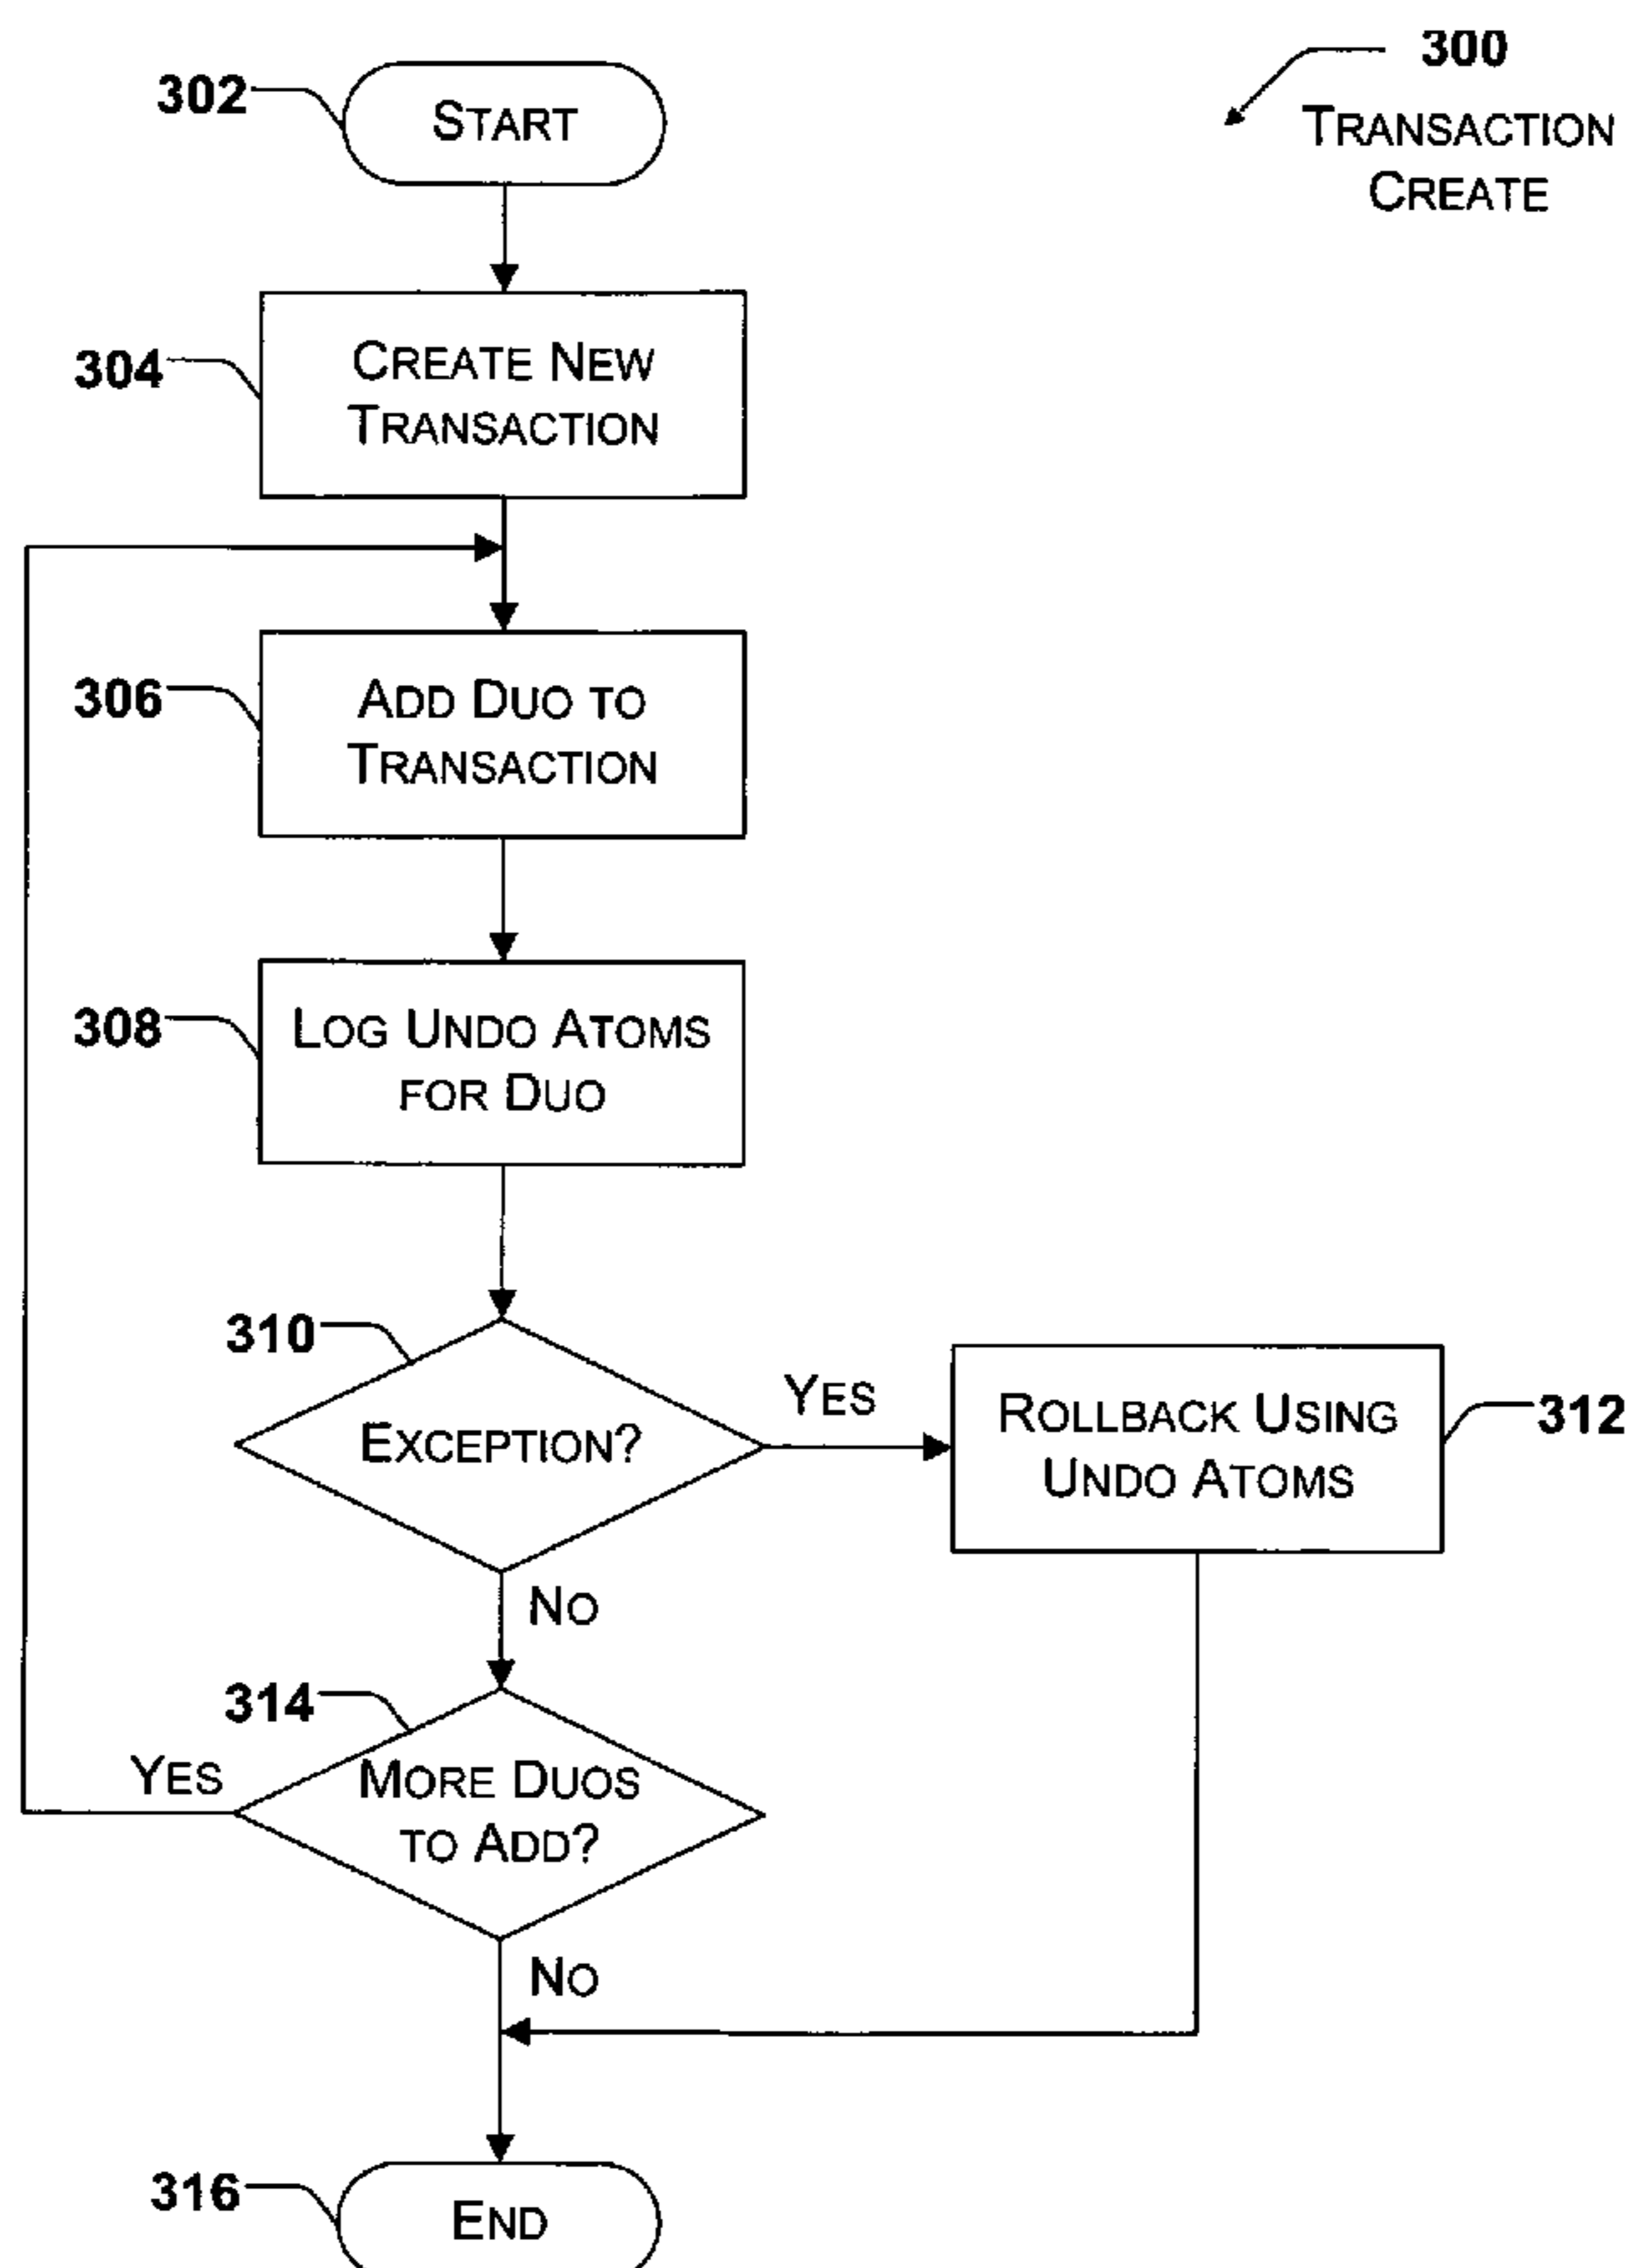 300
TRANSACTION
CREATE
302
START
304
CREATE NEW
TRANSACTION
306
ADD DUO TO
TRANSACTION
308
LOG UNDO ATOMS
FOR DUO
310
EXCEPTION?
YES
ROLLBACK USING
UNDO ATOMS
312
NO
314
YES
MORE DUOS
TO ADD?
NO
316
END